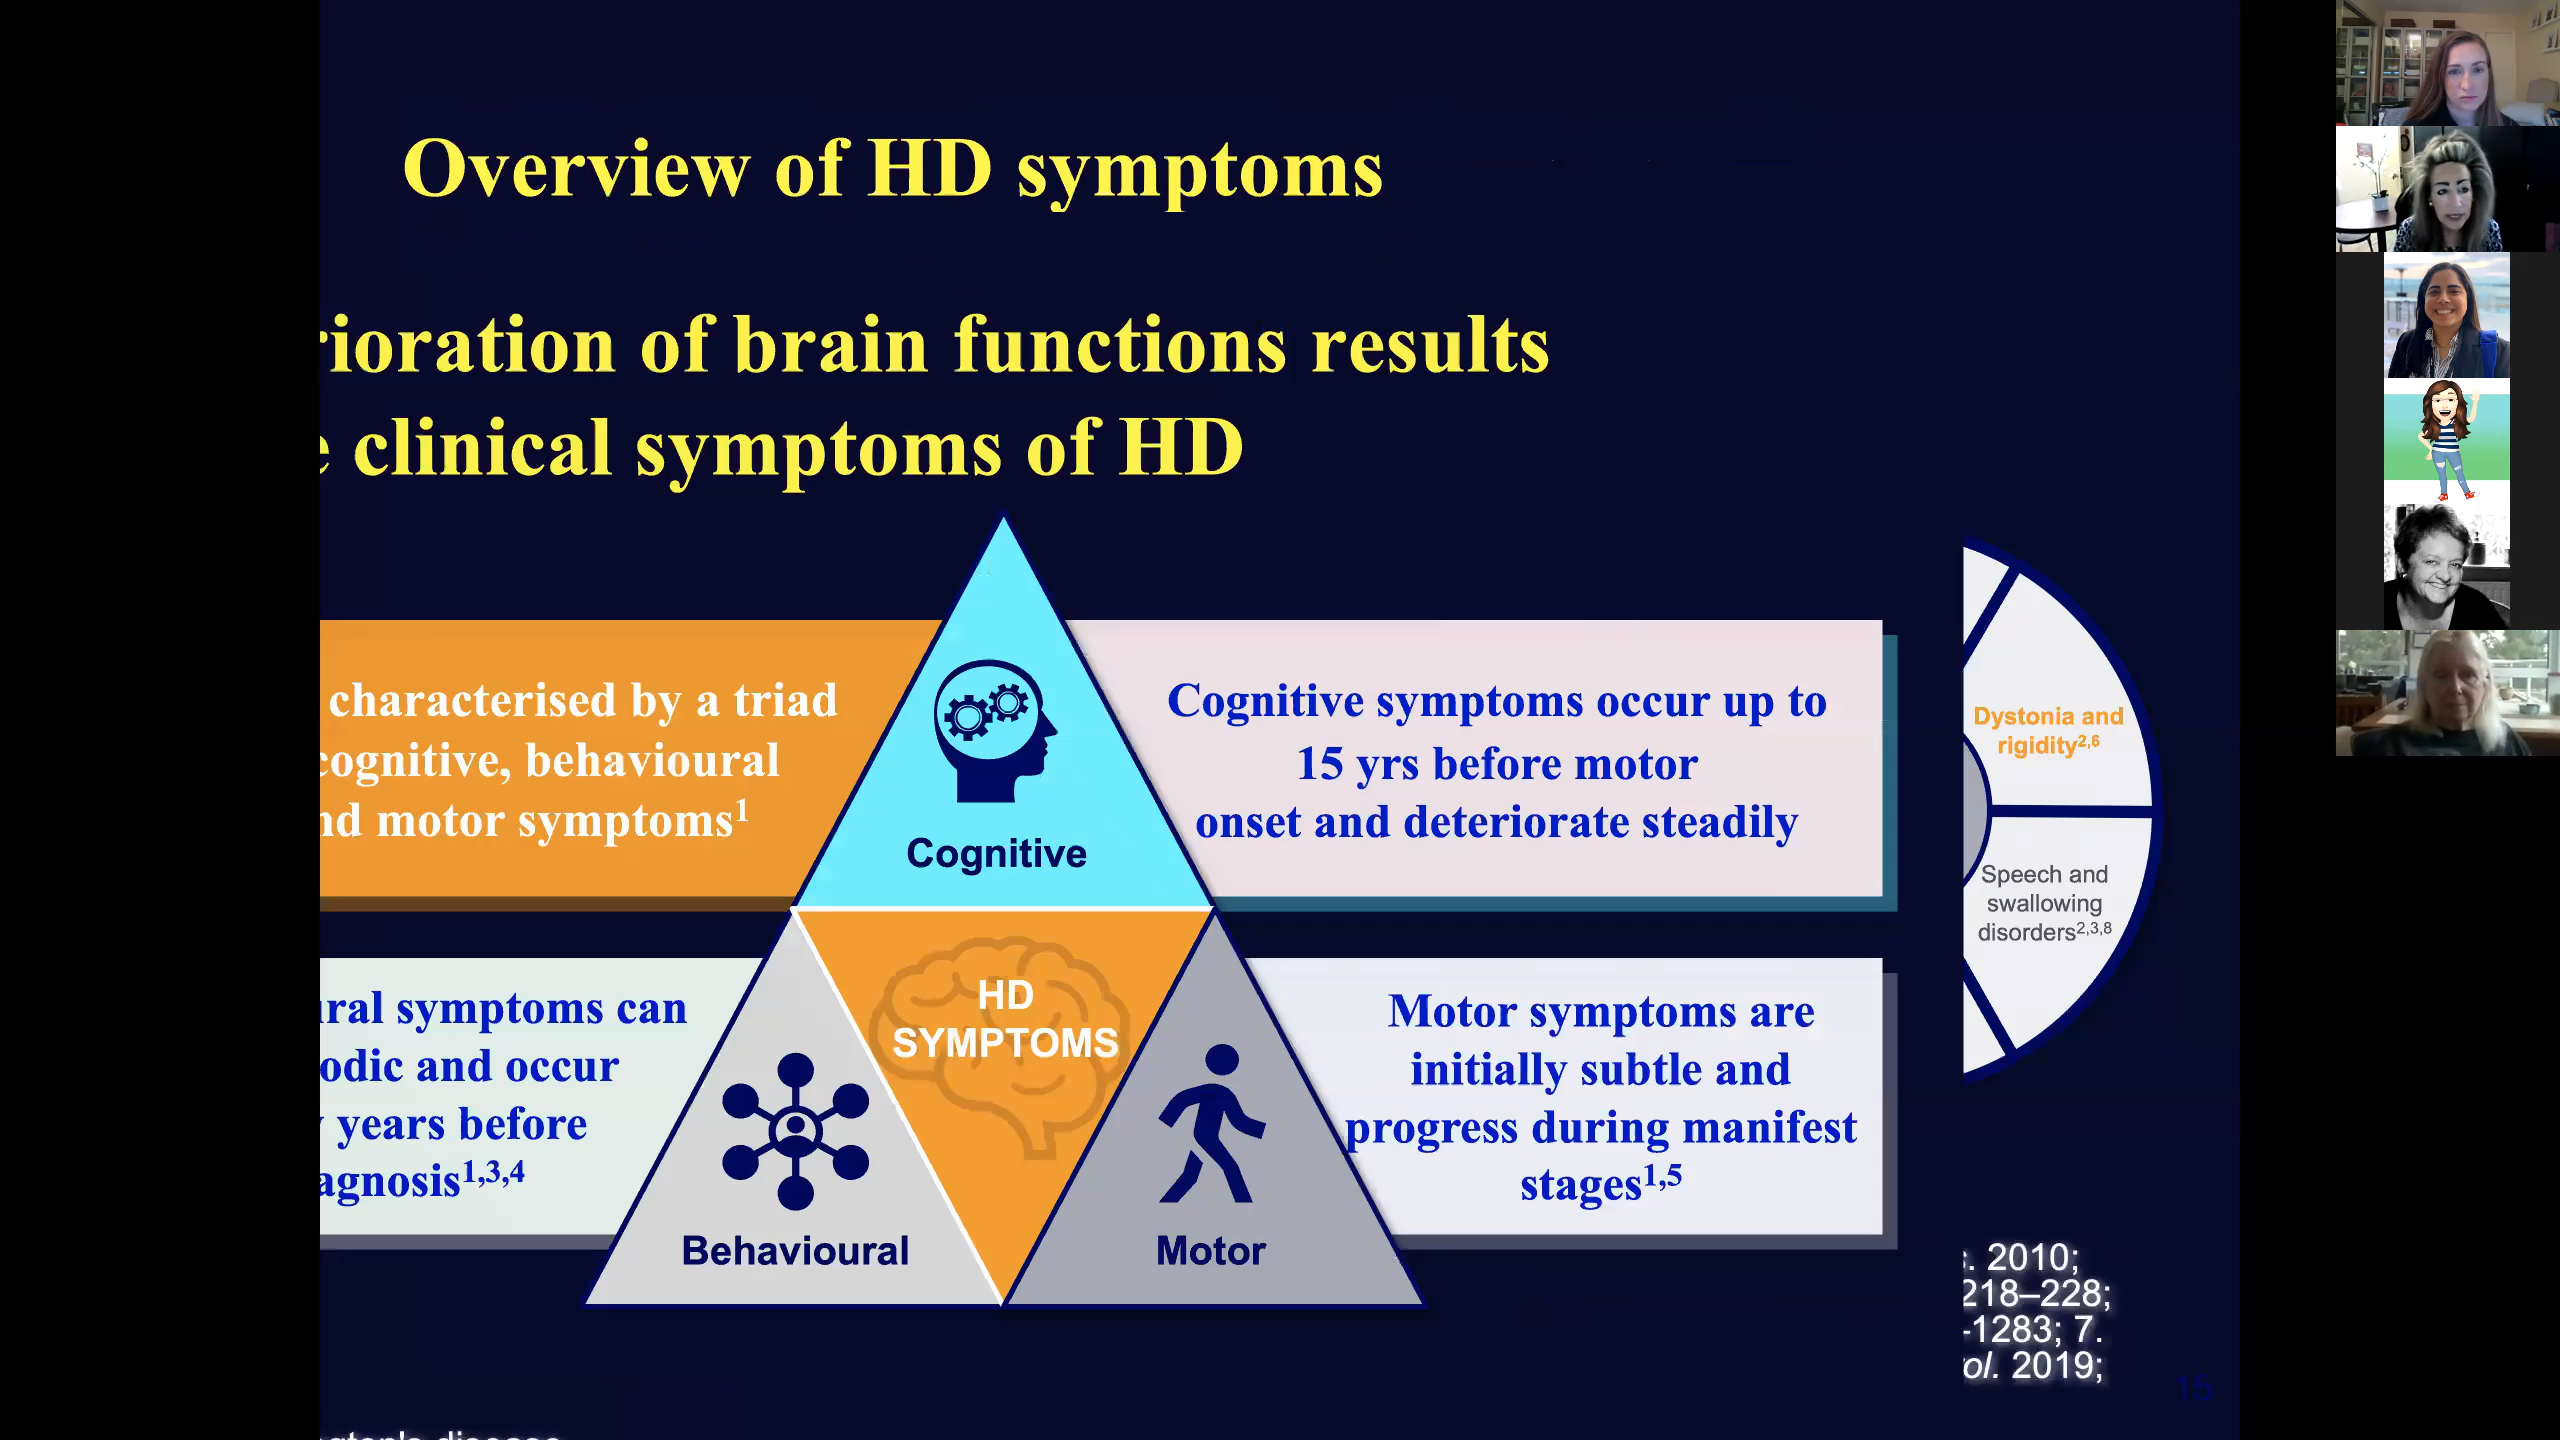 Overview of HD symptoms
rioration of brain functions results
e clinical symptoms of HD
characterised by a triad
cognitive, behavioural
nd motor symptoms1
Cognitive
Cognitive symptoms occur up to
15 yrs before motor
onset and deteriorate steadily
Dystonia and
rigidity2,6
Speech and
swallowing
disorders2,3,8
ral symptoms can
odic and occur
years before
agnosis1,3,4
Behavioural
HD
SYMPTOMS
Motor
Motor symptoms are
initially subtle and
progress during manifest
stages1,5
. 2010;
218–228;
-1283; 7.
ol. 2019;
15